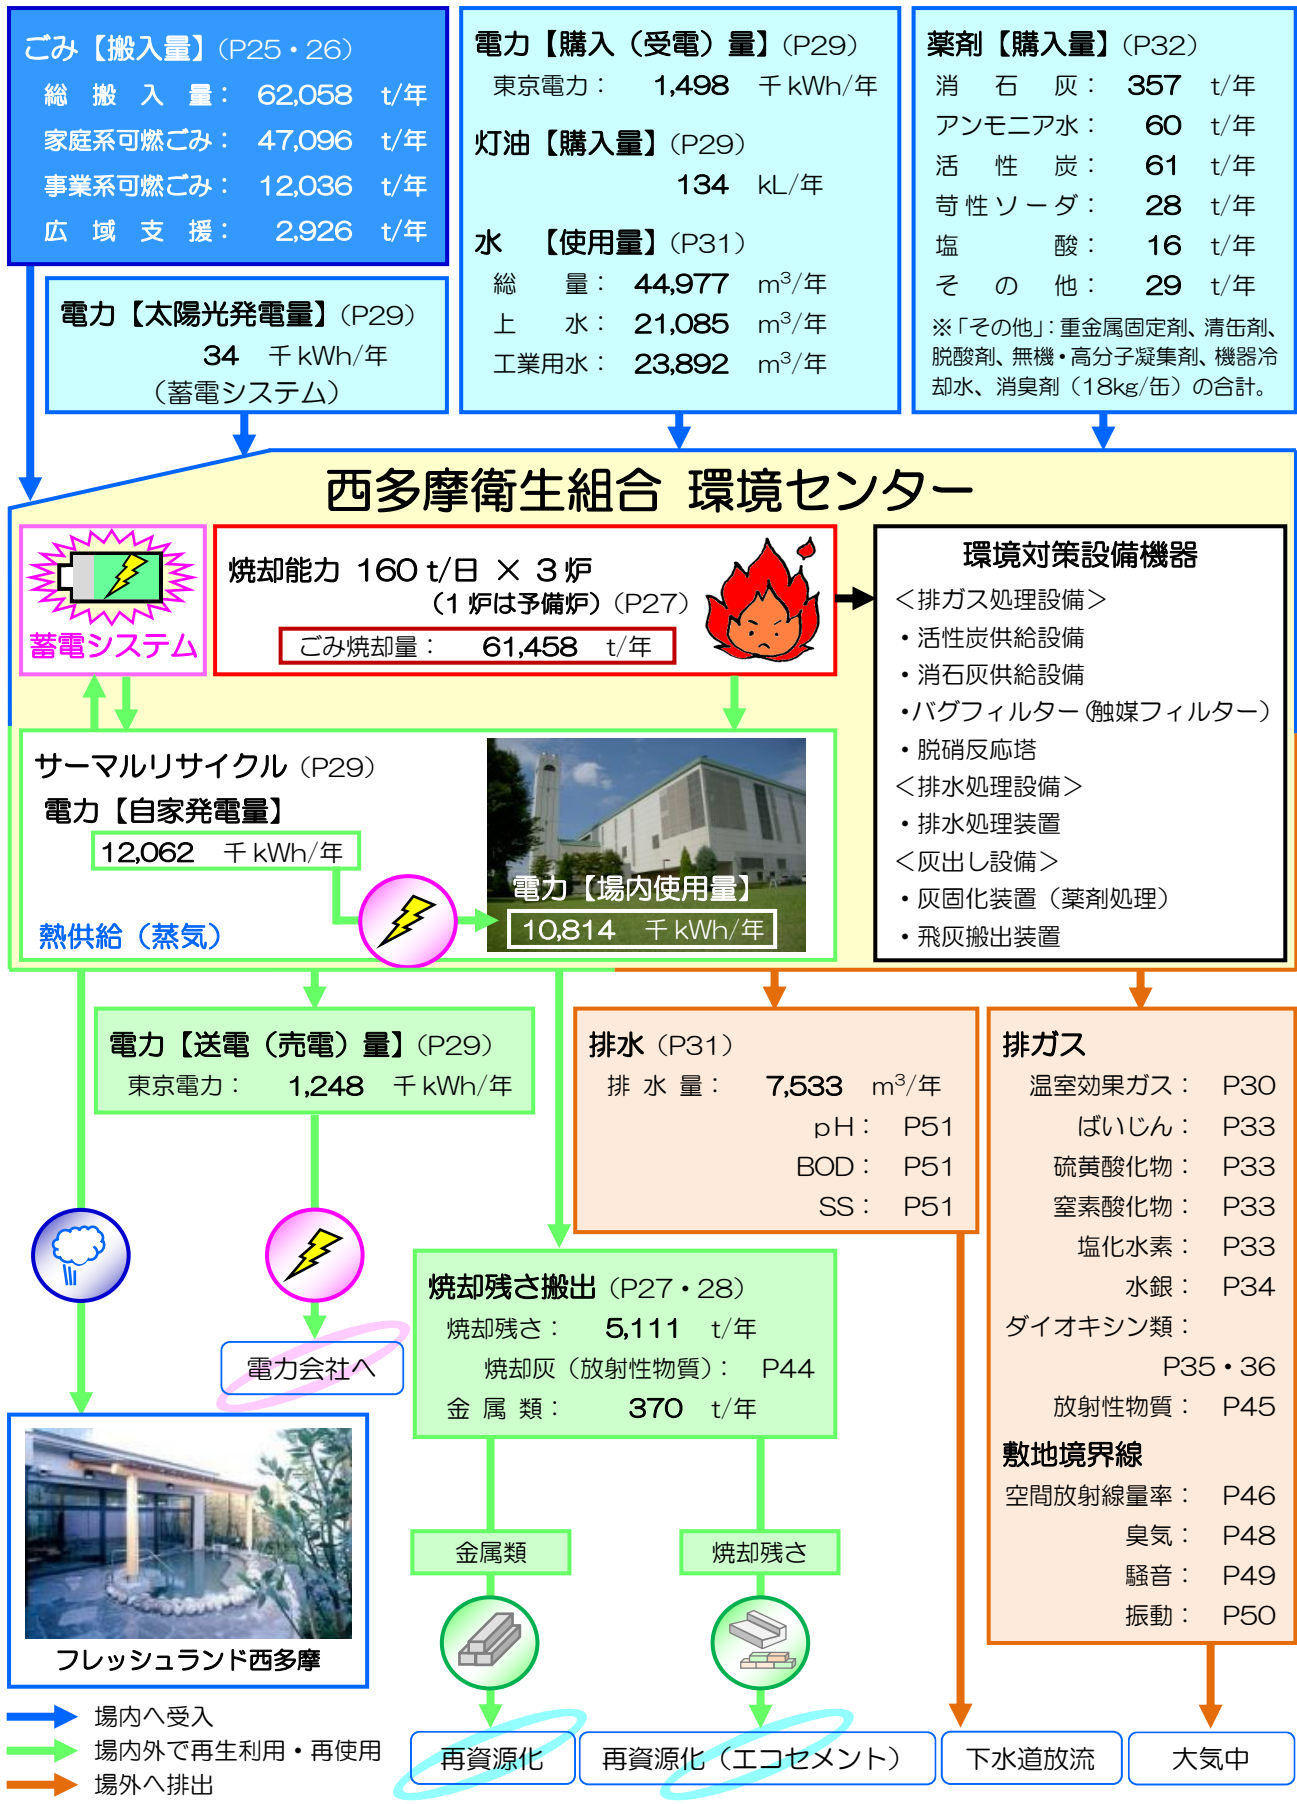 ごみ【搬入量】（P25・26）
総搬入量： 62,058 t/年
家庭系可燃ごみ： 47,096 t/年
事業系可燃ごみ： 12,036 t/年
広域支援： 2,926 t/年
電力【太陽光発電量】（P29）
34 千kWh/年
（蓄電システム）
電力【購入（受電）量】（P29）
東京電力： 1,498 千kWh/年
灯油【購入量】（P29）
134 kL/年
水 【使用量】（P31）
総量： 44,977 m³/年
上水： 21,085 m³/年
工業用水： 23,892 m³/年
薬剤【購入量】（P32）
消石灰： 357 t/年
アンモニア水： 60 t/年
活性炭： 61 t/年
苛性ソーダ： 28 t/年
塩酸： 16 t/年
その他： 29 t/年
※「その他」：重金属固定剤、清缶剤、
脱酸剤、無機・高分子凝集剤、機器冷
却水、消臭剤（18kg/缶）の合計。
西多摩衛生組合 環境センター
蓄電システム
焼却能力 160 t/日 × 3炉
（1炉は予備炉）（P27）
ごみ焼却量： 61,458 t/年
環境対策設備機器
＜排ガス処理設備＞
・活性炭供給設備
・消石灰供給設備
・バグフィルター（触媒フィルター）
・脱硝反応塔
＜排水処理設備＞
・排水処理装置
＜灰出し設備＞
・灰固化装置（薬剤処理）
・飛灰搬出装置
サーマルリサイクル（P29）
電力【自家発電量】
12,062 千kWh/年
熱供給（蒸気）
電力【場内使用量】
10,814 千kWh/年
電力【送電（売電）量】（P29）
東京電力： 1,248 千kWh/年
電力会社へ
フレッシュランド西多摩
排水（P31）
排水量： 7,533 m³/年
pH： P51
BOD： P51
SS： P51
焼却残さ搬出（P27・28）
焼却残さ： 5,111 t/年
焼却灰（放射性物質）： P44
金属類： 370 t/年
金属類
焼却残さ
排ガス
温室効果ガス： P30
ばいじん： P33
硫黄酸化物： P33
窒素酸化物： P33
塩化水素： P33
水銀： P34
ダイオキシン類：
P35・36
放射性物質： P45
敷地境界線
空間放射線量率： P46
臭気： P48
騒音： P49
振動： P50
場内へ受入
場内外で再生利用・再使用
場外へ排出
再資源化
再資源化（エコセメント）
下水道放流
大気中